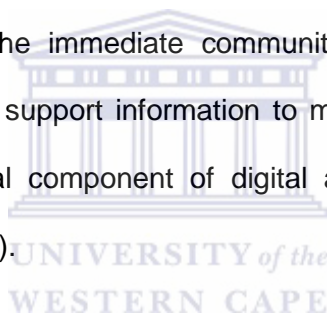 he immediate communit
support information to m
al component of digital a
).
UNIVERSITY of the
WESTERN CAPE